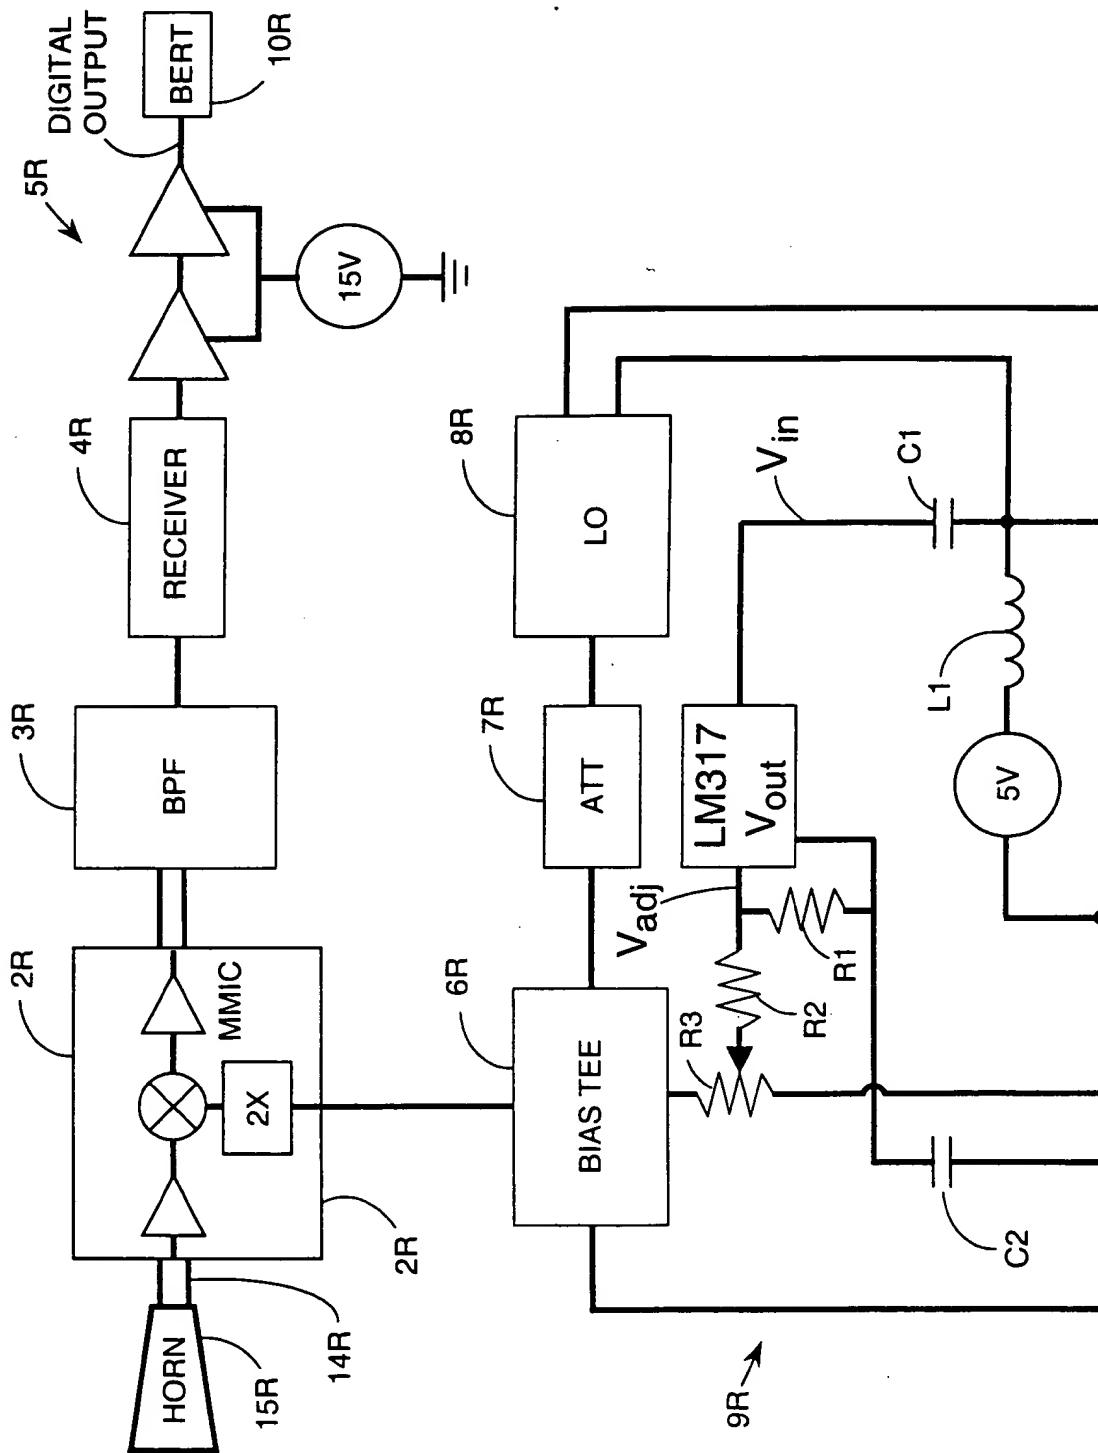 HORN
15R
14R
2R
2R
MMIC
2X
3R
BPF
4R
RECEIVER
5R
DIGITAL
OUTPUT
BERT
10R
15V
6R
BIAS TEE
7R
ATT
8R
LO
9R
R3
R2
R1
Vadj
LM317
Vout
Vin
C1
C2
L1
5V